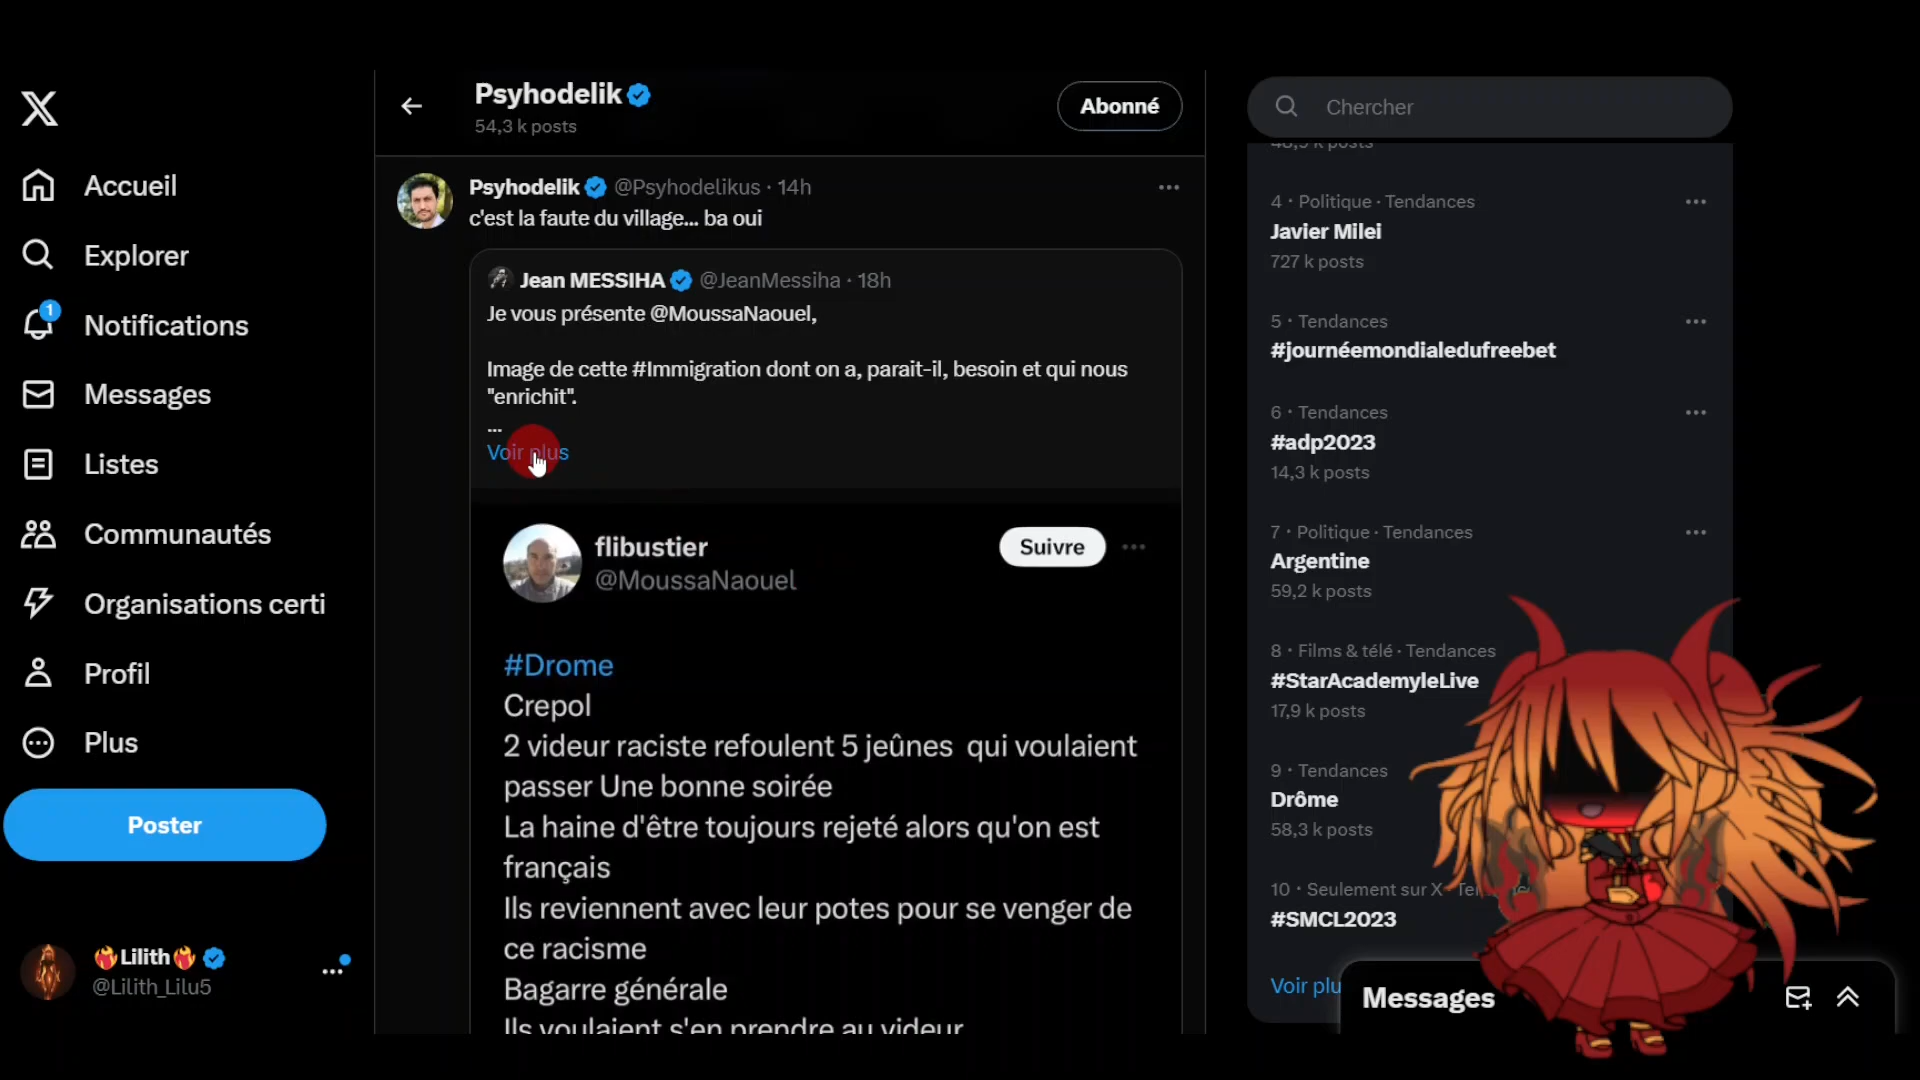 Accueil
Explorer
1
Notifications
Messages
Listes
Communautés
Organisations certi
Profil
Plus
Poster
Lilith
@Lilith_Lilu5
Psyhodelik
54,3 k posts
Abonné
Psyhodelik @Psyhodelikus · 14h
c'est la faute du village... ba oui
Jean MESSIHA @JeanMessiha · 18h
Je vous présente @MoussaNaouel,
Image de cette #Immigration dont on a, parait-il, besoin et qui nous
"enrichit".
...
Voir plus
flibustier
@MoussaNaouel
Suivre
#Drome
Crepol
2 videur raciste refoulent 5 jeûnes qui voulaient
passer Une bonne soirée
La haine d'être toujours rejeté alors qu'on est
français
Ils reviennent avec leur potes pour se venger de
ce racisme
Bagarre générale
Ils voulaient s'en prendre au videur
Chercher
48,9 k posts
4 · Politique · Tendances
Javier Milei
727 k posts
5 · Tendances
#journéemondialedufreebet
6 · Tendances
#adp2023
14,3 k posts
7 · Politique · Tendances
Argentine
59,2 k posts
8 · Films & télé · Tendances
#StarAcademyleLive
17,9 k posts
9 · Tendances
Drôme
58,3 k posts
10 · Seulement sur X
#SMCL2023
Voir plu
Messages